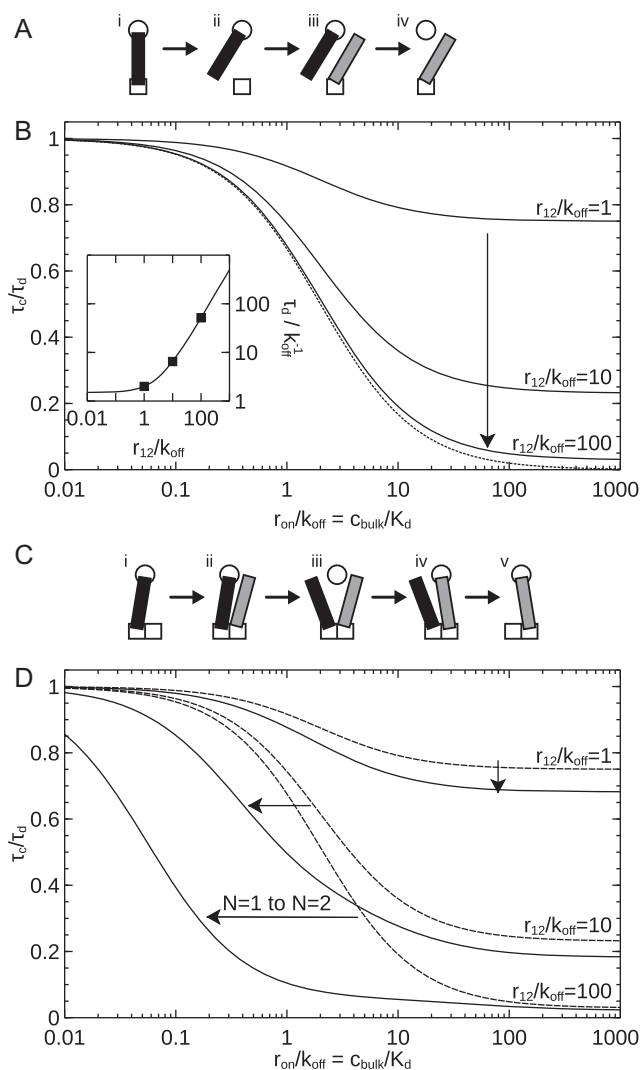 A
i ii iii iv
B
1
0.8
0.6
0.4
0.2
0
τc/τd
r12/koff=1
r12/koff=10
r12/koff=100
100
10
1
τd / k-1off
0.01 1 100
r12/koff
0.01 0.1 1 10 100 1000
ron/koff = cbulk/Kd
C
i ii iii iv v
D
1
0.8
0.6
0.4
0.2
0
τc/τd
r12/koff=1
N=1 to N=2
r12/koff=10
r12/koff=100
0.01 0.1 1 10 100 1000
ron/koff = cbulk/Kd